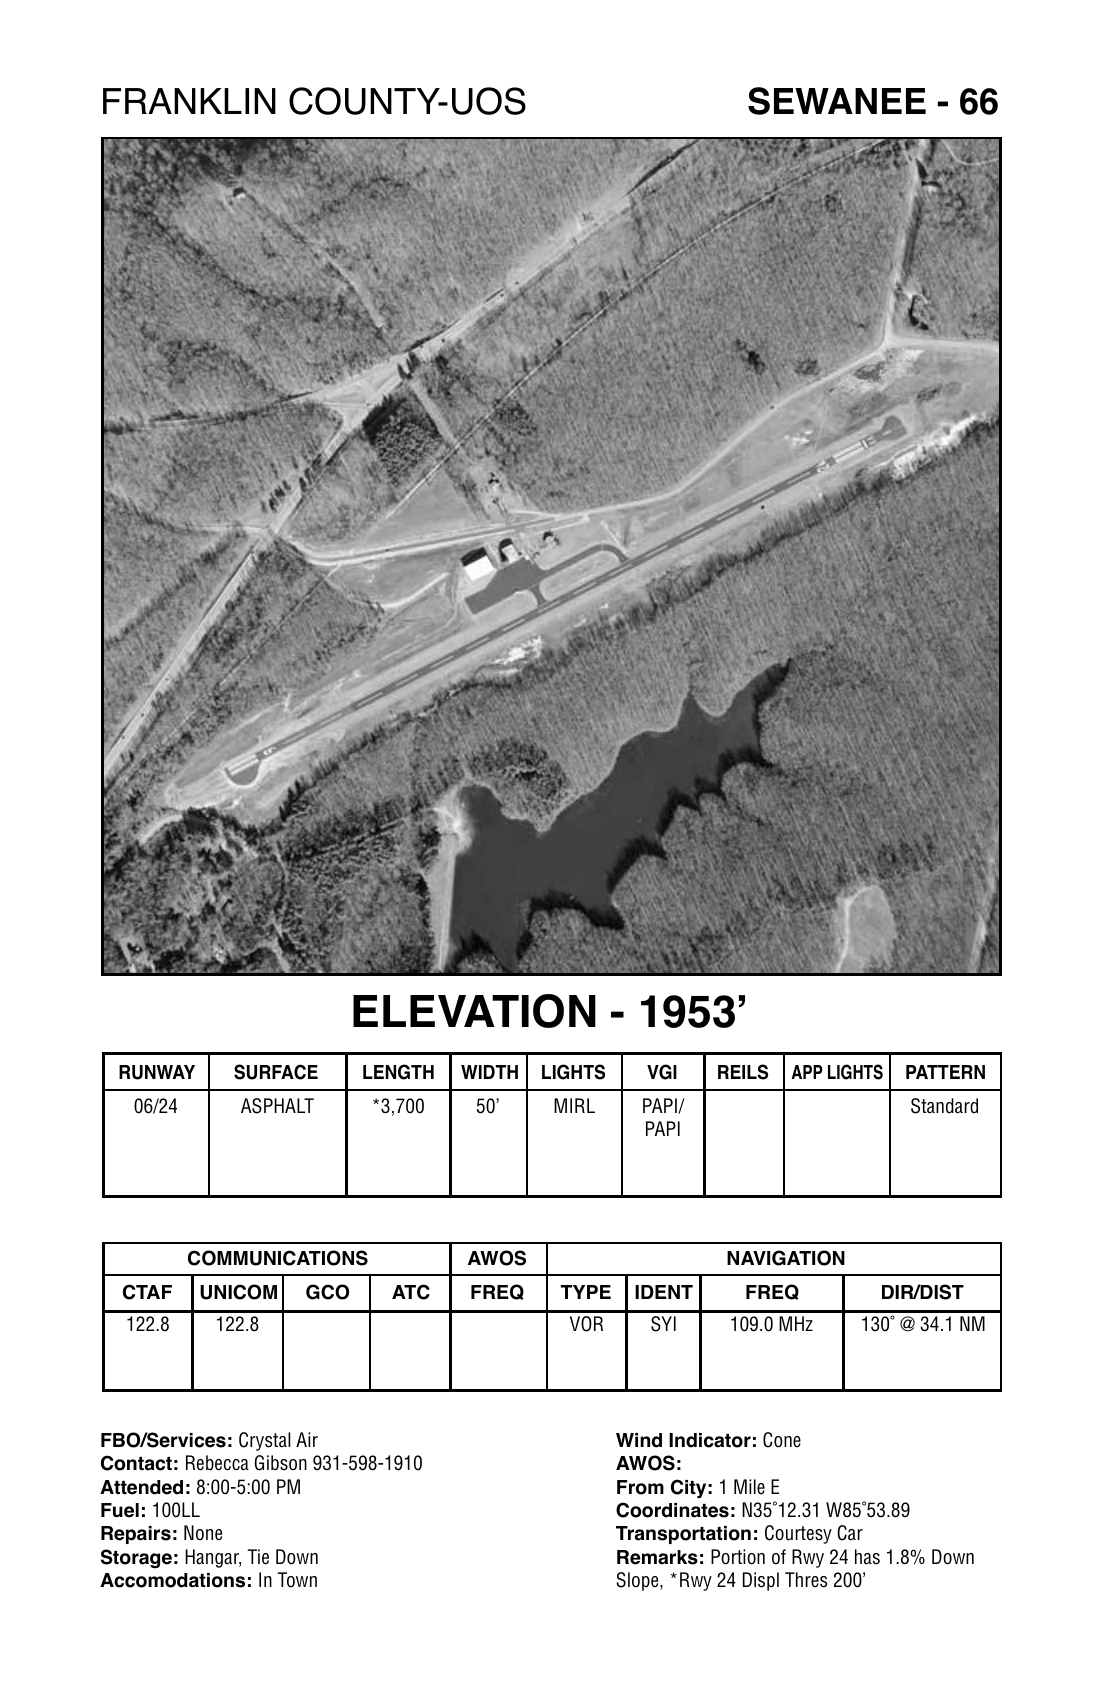 FRANKLIN COUNTY-UOS
SEWANEE - 66
ELEVATION - 1953’
RUNWAY SURFACE LENGTH WIDTH LIGHTS VGI REILS APP LIGHTS PATTERN
06/24 ASPHALT *3,700 50’ MIRL PAPI/ Standard
PAPI
COMMUNICATIONS AWOS NAVIGATION
CTAF UNICOM GCO ATC FREQ TYPE IDENT FREQ DIR/DIST
122.8 122.8 VOR SYI 109.0 MHz 130˚ @ 34.1 NM
FBO/Services: Crystal Air
Contact: Rebecca Gibson 931-598-1910
Attended: 8:00-5:00 PM
Fuel: 100LL
Repairs: None
Storage: Hangar, Tie Down
Accomodations: In Town
Wind Indicator: Cone
AWOS:
From City: 1 Mile E
Coordinates: N35˚12.31 W85˚53.89
Transportation: Courtesy Car
Remarks: Portion of Rwy 24 has 1.8% Down
Slope, *Rwy 24 Displ Thres 200’